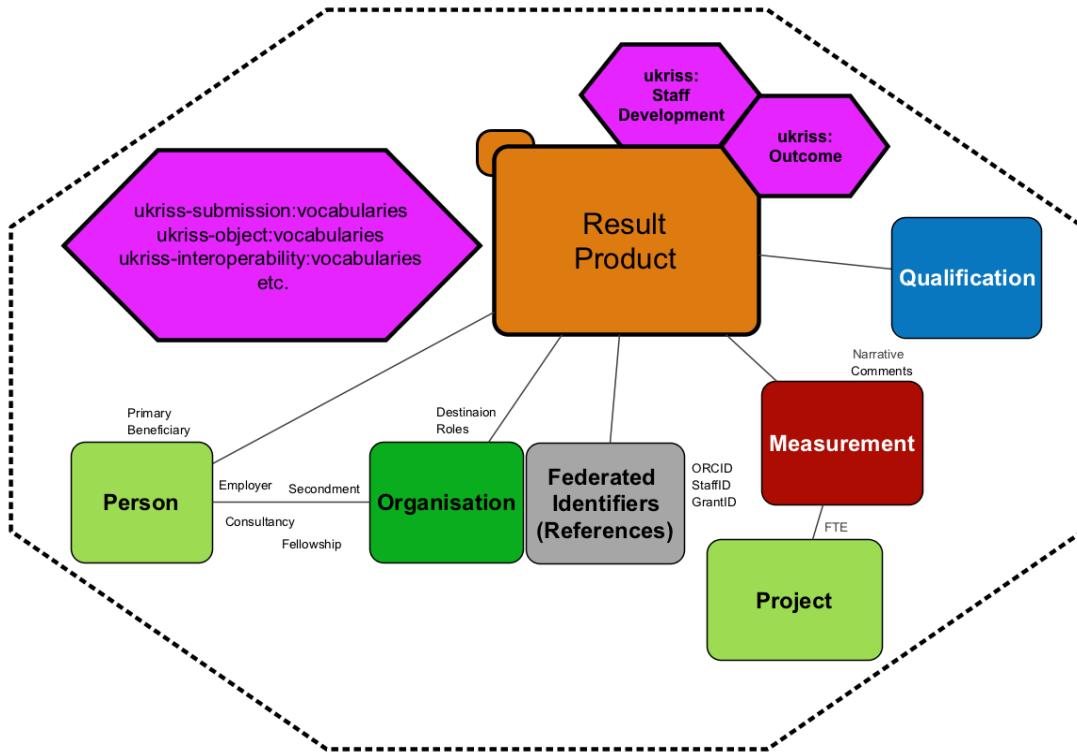 ukriss:
Staff
Development
ukriss:
Outcome
ukriss-submission:vocabularies
ukriss-object:vocabularies
ukriss-interoperability:vocabularies
etc.
Result
Product
Qualification
Narrative
Comments
Measurement
Primary
Beneficiary
Person
Employer
Secondment
Consultancy
Fellowship
Destinaion
Roles
Organisation
Federated
Identifiers
(References)
ORCID
StaffID
GrantID
FTE
Project